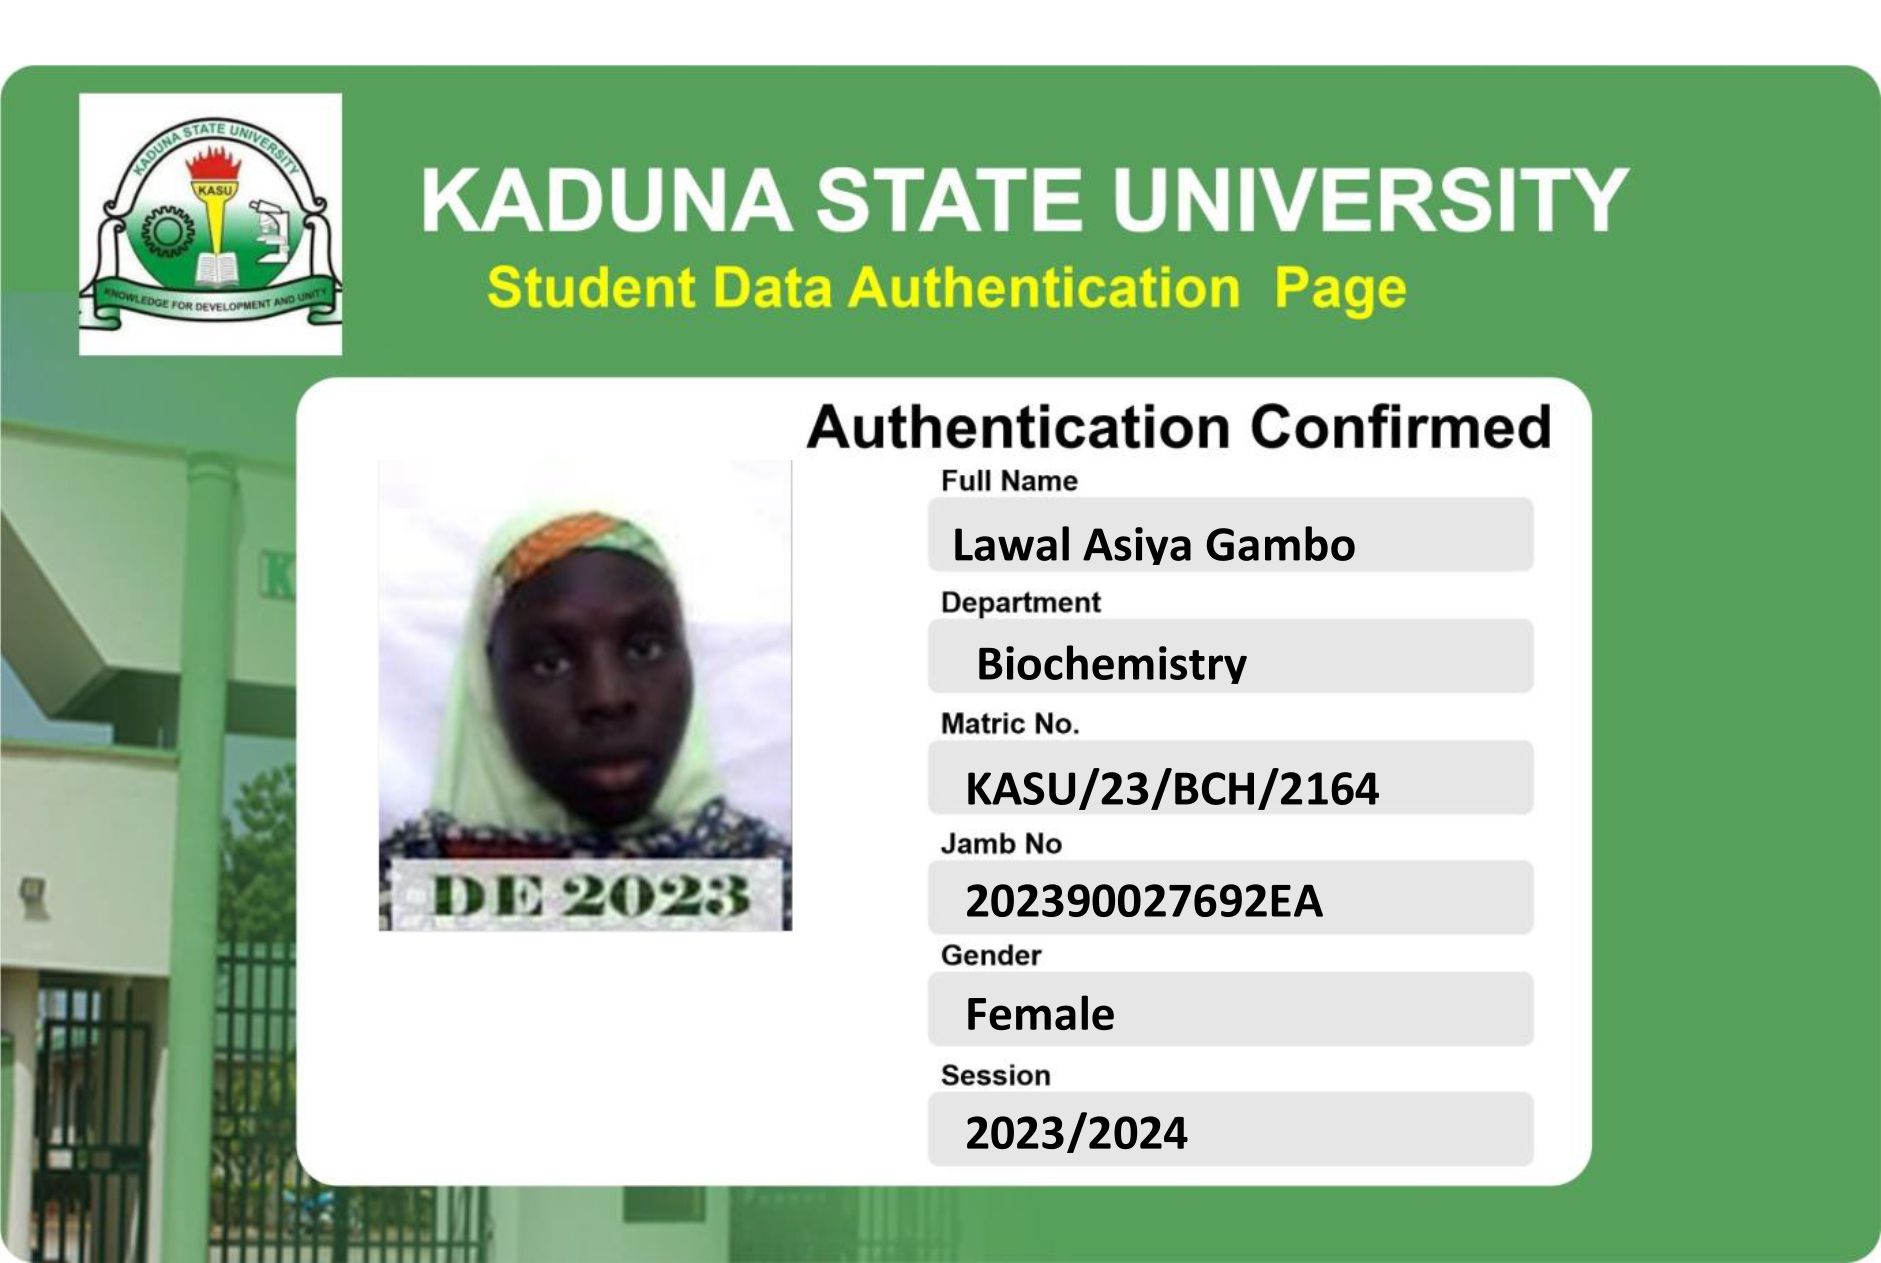 KADUNA STATE UNIVERSITY
KASU
KNOWLEDGE FOR DEVELOPMENT AND UNITY
KADUNA STATE UNIVERSITY
Student Data Authentication Page
Authentication Confirmed
Full Name
Lawal Asiya Gambo
Department
Biochemistry
Matric No.
KASU/23/BCH/2164
Jamb No
202390027692EA
Gender
Female
Session
2023/2024
DE 2023
K